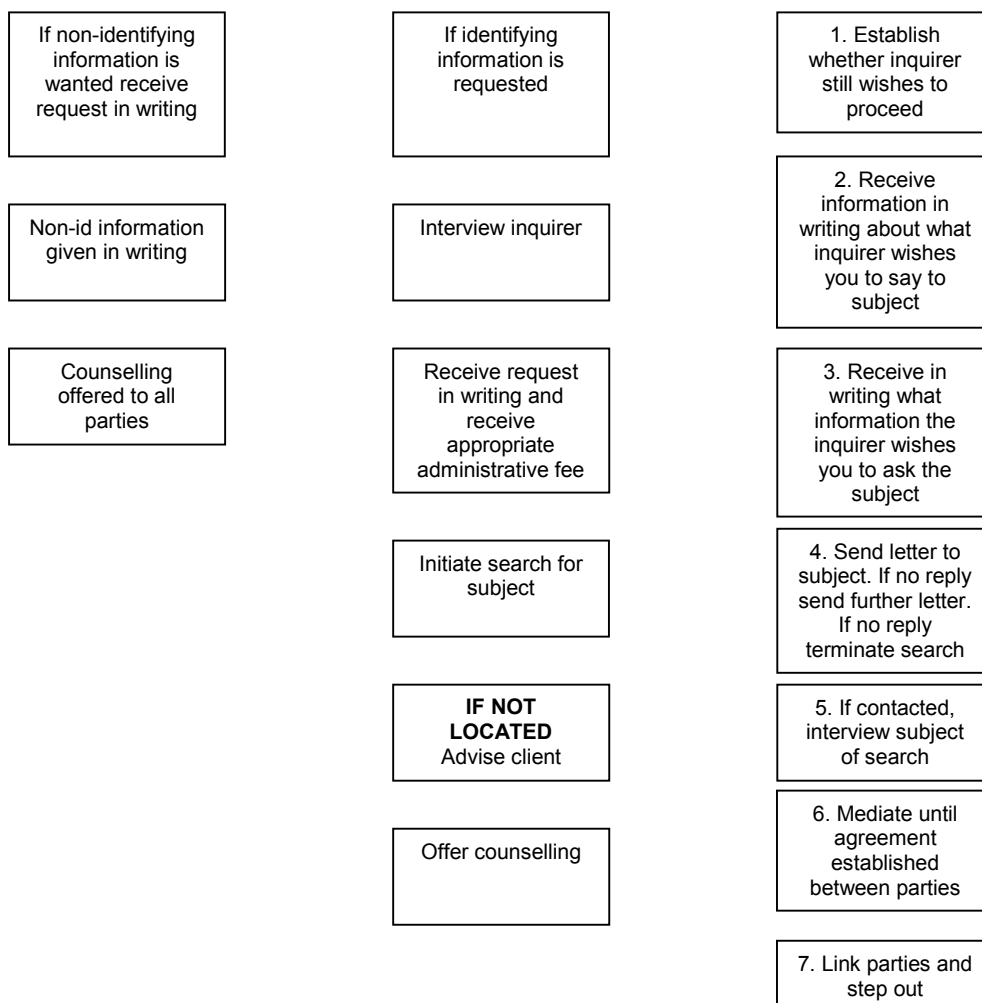 If non-identifying
information is
wanted receive
request in writing
Non-id information
given in writing
Counselling
offered to all
parties
If identifying
information is
requested
Interview inquirer
Receive request
in writing and
receive
appropriate
administrative fee
Initiate search for
subject
IF NOT
LOCATED
Advise client
Offer counselling
1. Establish
whether inquirer
still wishes to
proceed
2. Receive
information in
writing about what
inquirer wishes
you to say to
subject
3. Receive in
writing what
information the
inquirer wishes
you to ask the
subject
4. Send letter to
subject. If no reply
send further letter.
If no reply
terminate search
5. If contacted,
interview subject
of search
6. Mediate until
agreement
established
between parties
7. Link parties and
step out